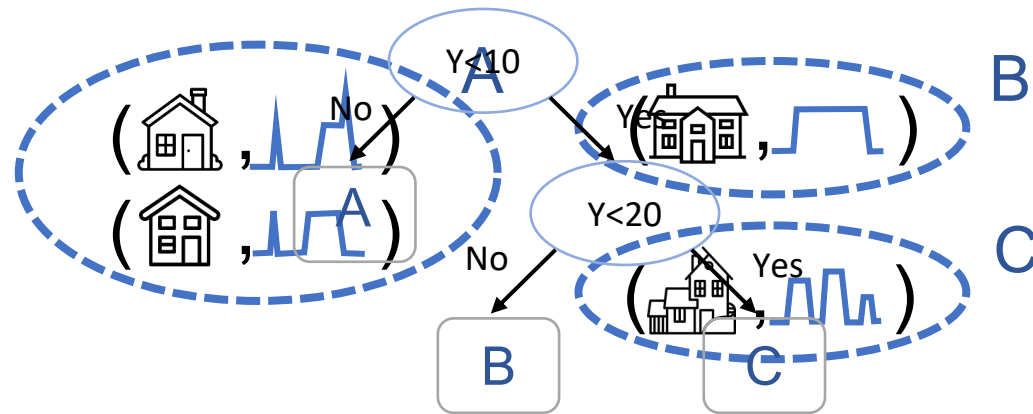 A
Y<10
B
No
Yes
( , )
( , )
A
( , )
Y<20
C
No
Yes
( , )
B
C